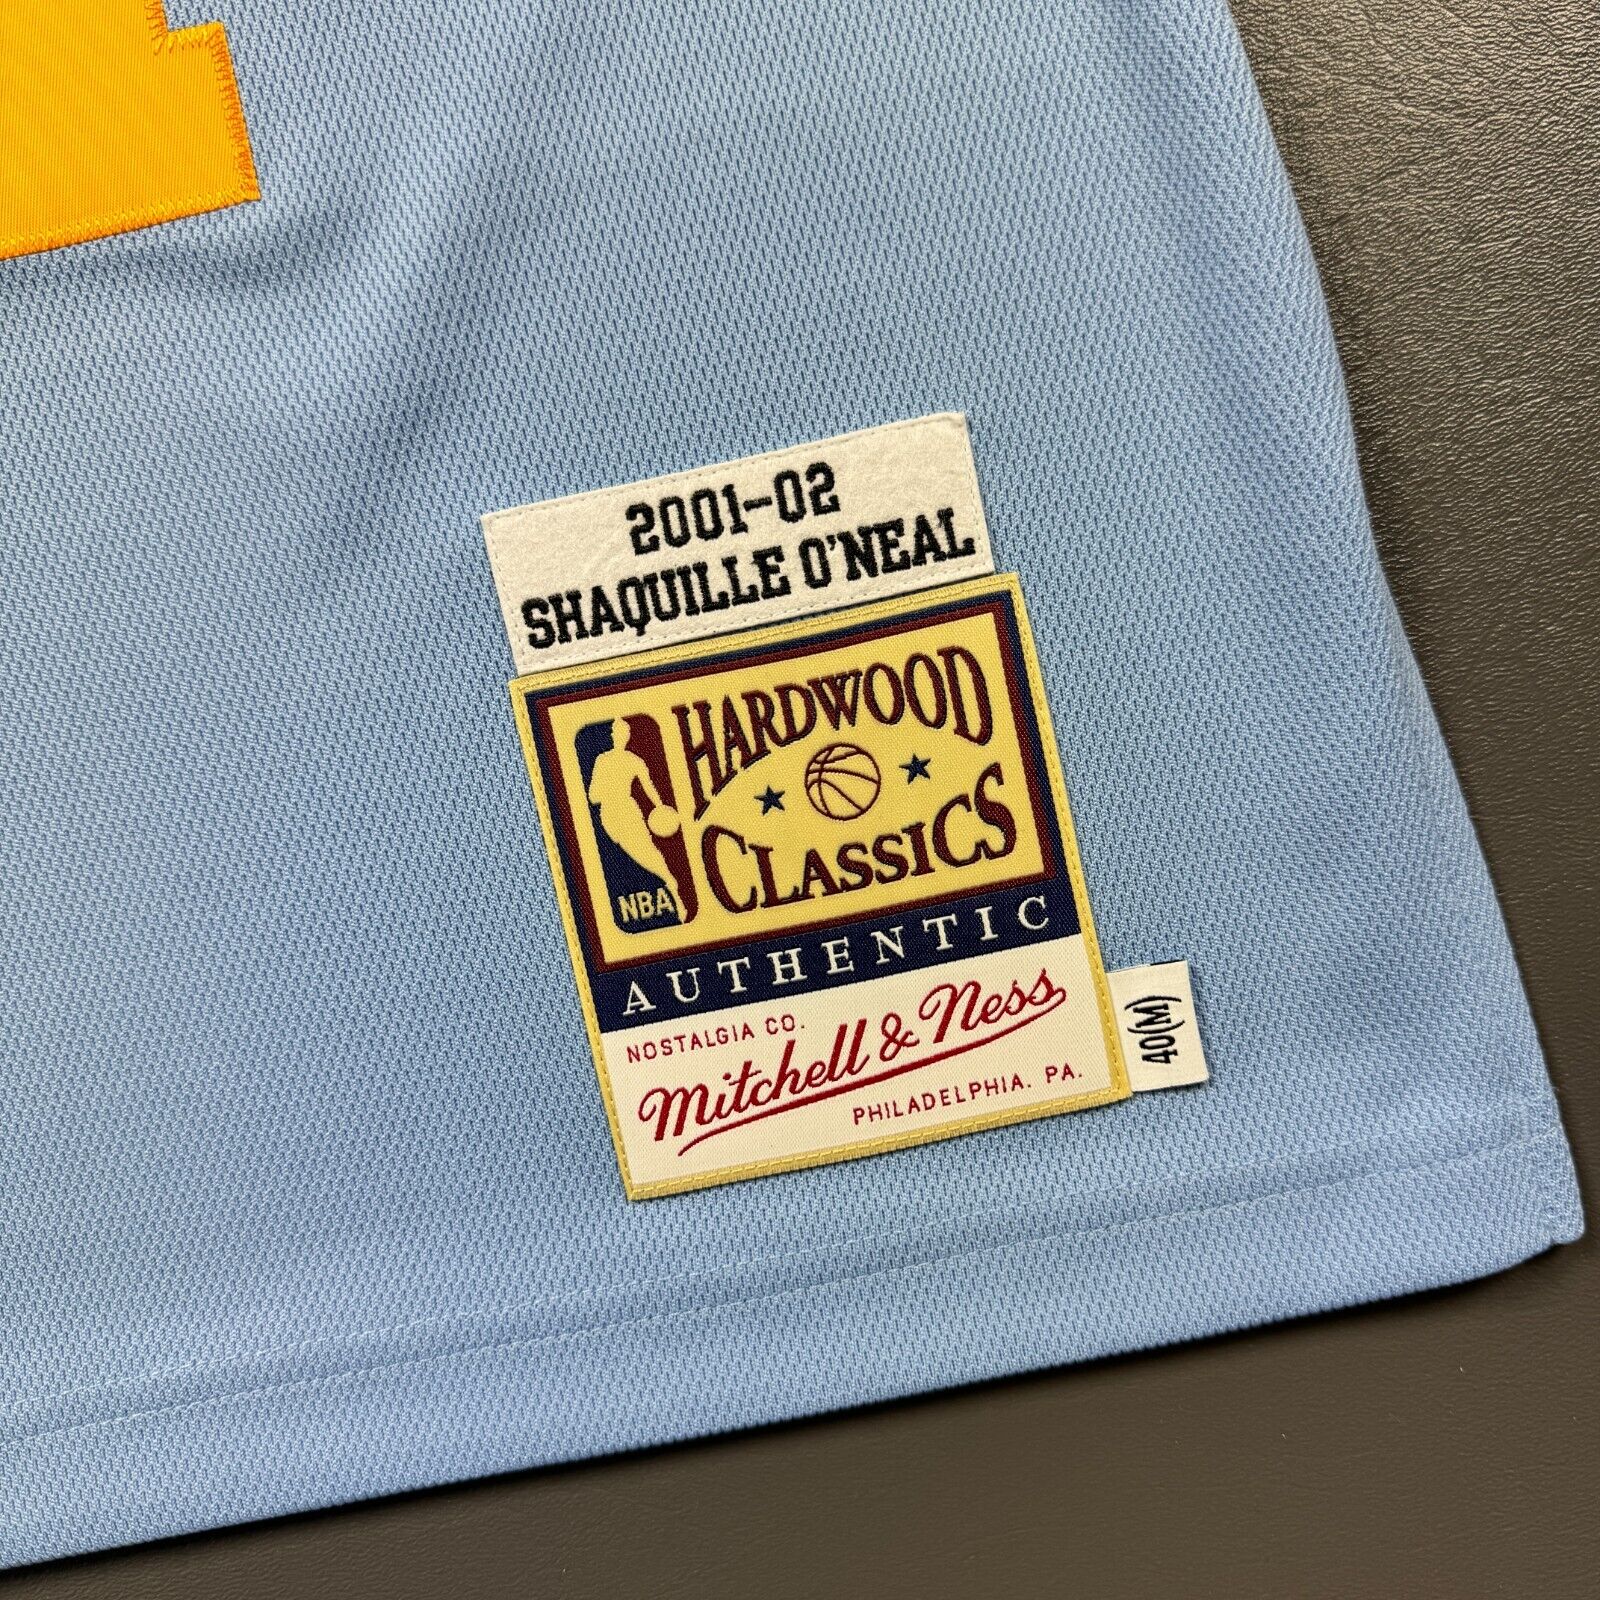 2001-02
SHAQUILLE O'NEAL
HARDWOOD
CLASSICS
NBA
AUTHENTIC
NOSTALGIA CO.
Mitchell & Ness
PHILADELPHIA. PA.
40(M)